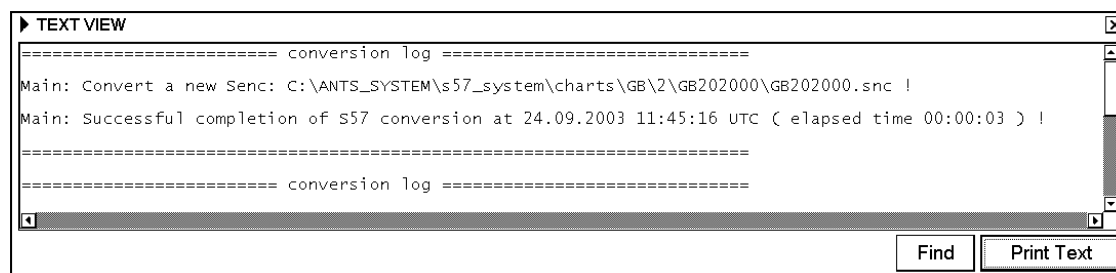 TEXT VIEW
========================= conversion log ==============================
Main: Convert a new Senc: C:\ANTS_SYSTEM\s57_system\charts\GB\2\GB202000\GB202000.snc !
Main: Successful completion of S57 conversion at 24.09.2003 11:45:16 UTC ( elapsed time 00:00:03 ) !
=======================================================================
========================= conversion log ==============================
Find
Print Text